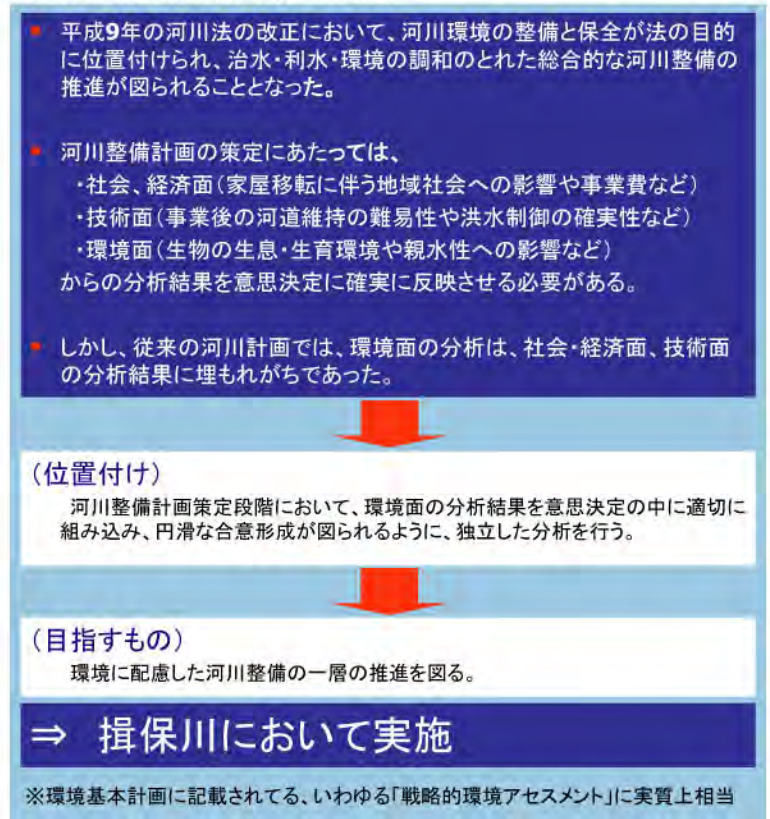 平成9年の河川法の改正において、河川環境の整備と保全が法の目的
に位置付けられ、治水・利水・環境の調和のとれた総合的な河川整備の
推進が図られることとなった。
河川整備計画の策定にあたっては、
・社会、経済面（家屋移転に伴う地域社会への影響や事業費など）
・技術面（事業後の河道維持の難易性や洪水制御の確実性など）
・環境面（生物の生息・生育環境や親水性への影響など）
からの分析結果を意思決定に確実に反映させる必要がある。
しかし、従来の河川計画では、環境面の分析は、社会・経済面、技術面
の分析結果に埋もれがちであった。
（位置付け）
河川整備計画策定段階において、環境面の分析結果を意思決定の中に適切に
組み込み、円滑な合意形成が図られるように、独立した分析を行う。
（目指すもの）
環境に配慮した河川整備の一層の推進を図る。
⇒ 揖保川において実施
※環境基本計画に記載されてる、いわゆる「戦略的環境アセスメント」に実質上相当